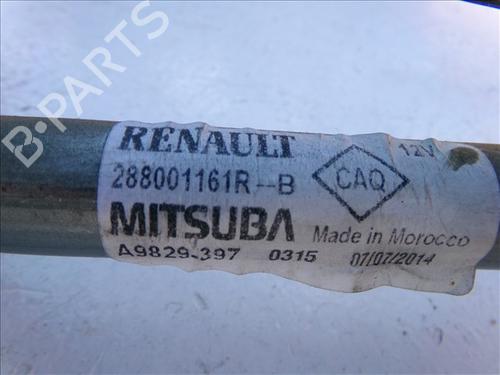 RENAULT
12V
288001161R--B
CAQ
MITSUBA
Made in Morocco
A9829-397 0315 07/07/2014
B-PARTS